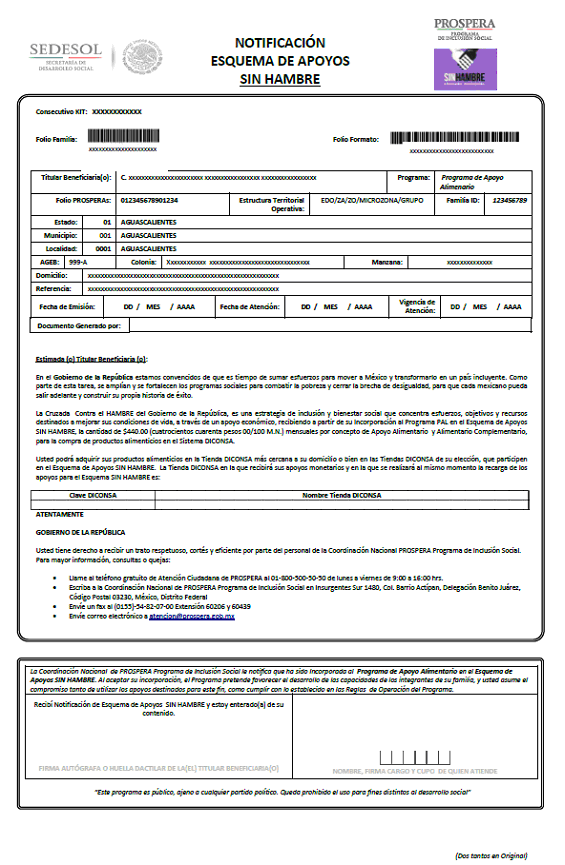 SEDESOL
SECRETARÍA DE
DESARROLLO SOCIAL
NOTIFICACIÓN
ESQUEMA DE APOYOS
SIN HAMBRE
PROSPERA
PROGRAMA
DE INCLUSIÓN SOCIAL
SINHAMBRE
Consecutivo KIT: XXXXXXXXXXXX
Folio Familia:
Folio Formato:
Titular Beneficiaria(o):
Programa: Programa de Apoyo
Alimenario
Folio PROSPERAs: 012345678901234 Estructura Territorial
Operativa: EDO/ZA/ZO/MICROZONA/GRUPO Familia ID: 123456789
Estado: 01 AGUASCALIENTES
Municipio: 001 AGUASCALIENTES
Localidad: 0001 AGUASCALIENTES
AGEB: 999-A Colonia: Manzana:
Domicilio:
Referencia:
Fecha de Emisión: DD / MES / AAAA Fecha de Atención: DD / MES / AAAA Vigencia de
Atención: DD / MES / AAAA
Documento Generado por:
Estimada (o) Titular Beneficiaria (o):
En el Gobierno de la República estamos convencidos de que es tiempo de sumar esfuerzos para mover a México y transformarlo en un país incluyente. Como
parte de esta tarea, se amplían y se fortalecen los programas sociales para combatir la pobreza y cerrar la brecha de desigualdad, para que cada mexicano pueda
salir adelante y construir su propia historia de éxito.
La Cruzada Contra el HAMBRE del Gobierno de la República, es una estrategia de inclusión y bienestar social que concentra esfuerzos, objetivos y recursos
destinados a mejorar sus condiciones de vida, a través de un apoyo económico, recibiendo a partir de su Incorporación al Programa PAL en el Esquema de Apoyos
SIN HAMBRE, la cantidad de $440.00 (cuatrocientos cuarenta pesos 00/100 M.N.) mensuales por concepto de Apoyo Alimentario y Alimentario Complementario,
para la compra de productos alimenticios en el Sistema DICONSA.
Usted podrá adquirir sus productos alimenticios en la Tienda DICONSA más cercana a su domicilio o bien en las Tiendas DICONSA de su elección, que participen
en el Esquema de Apoyos SIN HAMBRE. La Tienda DICONSA en la que recibirá sus apoyos monetarios y en la que se realizará al mismo momento la recarga de los
apoyos para el Esquema SIN HAMBRE es:
Clave DICONSA Nombre Tienda DICONSA
ATENTAMENTE
GOBIERNO DE LA REPÚBLICA
Usted tiene derecho a recibir un trato respetuoso, cortés y eficiente por parte del personal de la Coordinación Nacional PROSPERA Programa de Inclusión Social.
Para mayor información, consultas o quejas:
• Llame al teléfono gratuito de Atención Ciudadana de PROSPERA al 01-800-500-50-50 de lunes a viernes de 9:00 a 16:00 hrs.
• Escriba a la Coordinación Nacional de PROSPERA Programa de Inclusión Social en Insurgentes Sur 1480, Col. Barrio Actipan, Delegación Benito Juárez,
Código Postal 03230, México, Distrito Federal
• Envíe un fax al (0155)-54-82-07-00 Extensión 60206 y 60439
• Envíe correo electrónico a atencion@prospera.gob.mx
La Coordinación Nacional de PROSPERA Programa de Inclusión Social le notifica que ha sido incorporada al Programa de Apoyo Alimentario en el Esquema de
Apoyos SIN HAMBRE. Al aceptar su incorporación, el Programa pretende favorecer el desarrollo de las capacidades de los integrantes de su familia, y usted asume el
compromiso tanto de utilizar los apoyos destinados para este fin, como cumplir con lo establecido en las Reglas de Operación del Programa.
Recibí Notificación de Esquema de Apoyos SIN HAMBRE y estoy enterado(a) de su
contenido.
FIRMA AUTÓGRAFA O HUELLA DACTILAR DE LA(EL) TITULAR BENEFICIARIA(O)
NOMBRE, FIRMA CARGO Y CUPO DE QUIEN ATIENDE
"Este programa es público, ajeno a cualquier partido político. Queda prohibido el uso para fines distintos al desarrollo social"
(Dos tantos en Original)